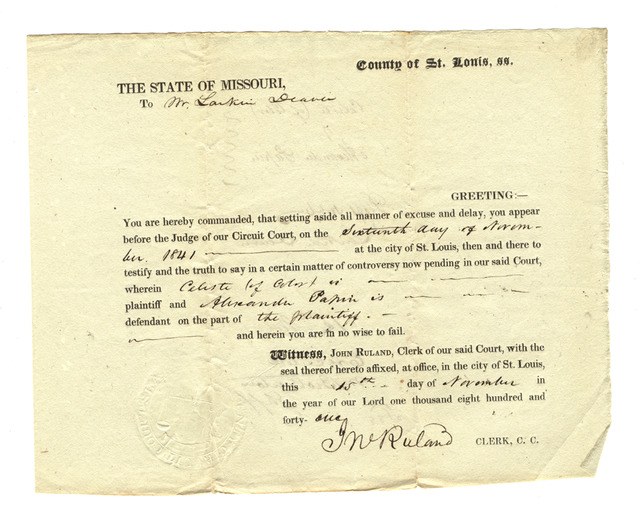 County of St. Louis, ss.
THE STATE OF MISSOURI,
To Mr. Larkin Deaver
GREETING:—
You are hereby commanded, that setting aside all manner of excuse and delay, you appear
before the Judge of our Circuit Court, on the Sixteenth day of Novem-
ber. 1841 — at the city of St. Louis, then and there to
testify and the truth to say in a certain matter of controversy now pending in our said Court,
wherein Celeste (of Color) is —
plaintiff and Alexander Papin is —
defendant on the part of the plaintiff. —
— and herein you are in no wise to fail.
Witness, JOHN RULAND, Clerk of our said Court, with the
seal thereof hereto affixed, at office, in the city of St. Louis,
this 15th - day of November in
the year of our Lord one thousand eight hundred and
forty- one
Jno Ruland CLERK, C. C.